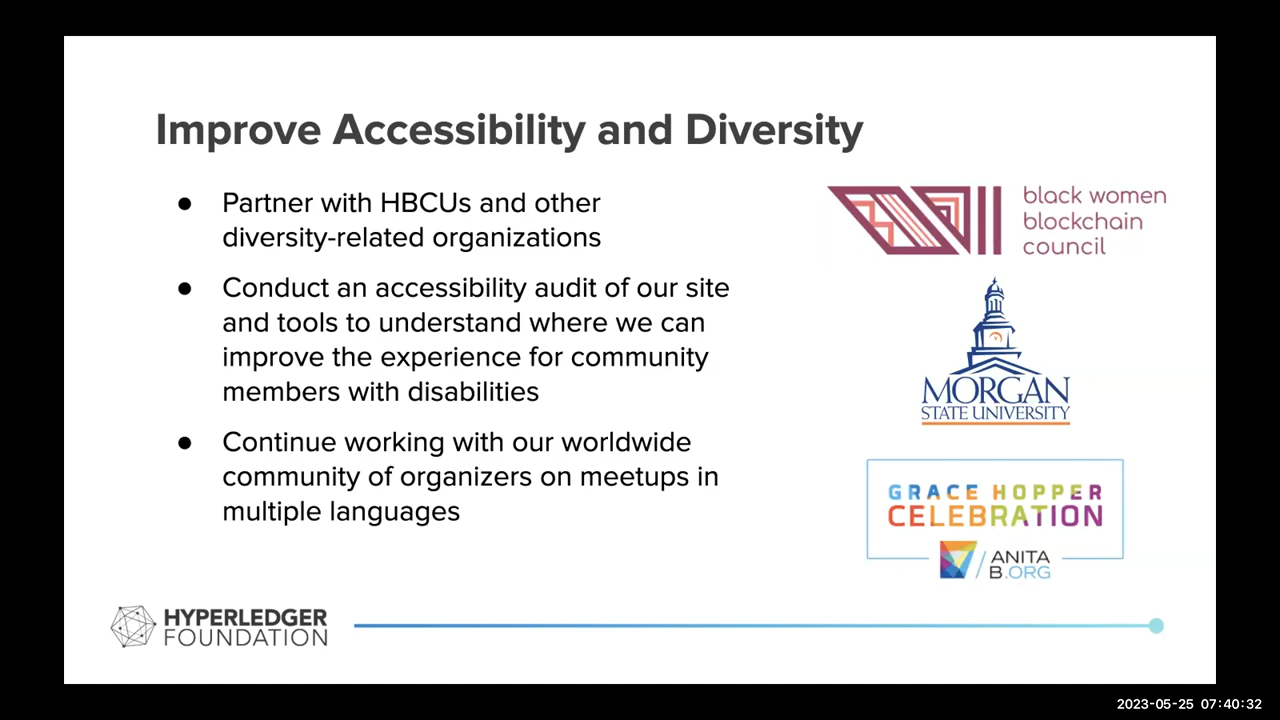 Improve Accessibility and Diversity
● Partner with HBCUs and other
diversity-related organizations
● Conduct an accessibility audit of our site
and tools to understand where we can
improve the experience for community
members with disabilities
● Continue working with our worldwide
community of organizers on meetups in
multiple languages
black women
blockchain
council
MORGAN
STATE UNIVERSITY
GRACE HOPPER
CELEBRATION
ANITA
B.ORG
HYPERLEDGER
FOUNDATION
2023-05-25 07:40:32